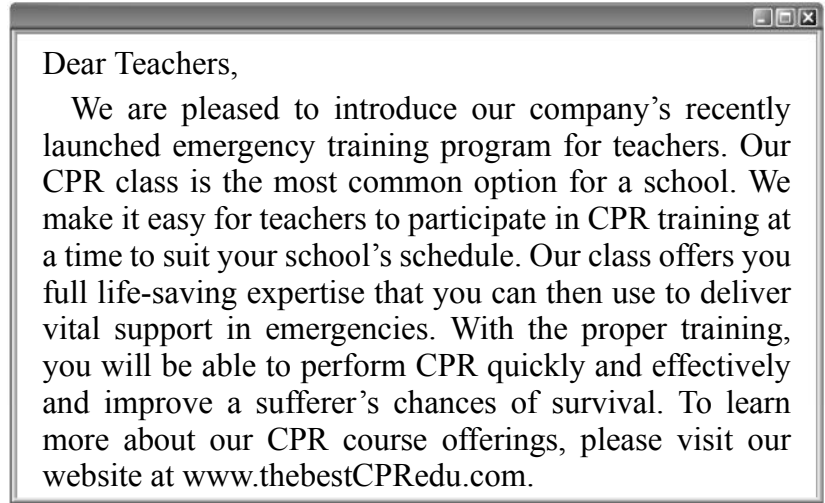 Dear Teachers,
We are pleased to introduce our company’s recently
launched emergency training program for teachers. Our
CPR class is the most common option for a school. We
make it easy for teachers to participate in CPR training at
a time to suit your school’s schedule. Our class offers you
full life-saving expertise that you can then use to deliver
vital support in emergencies. With the proper training,
you will be able to perform CPR quickly and effectively
and improve a sufferer’s chances of survival. To learn
more about our CPR course offerings, please visit our
website at www.thebestCPRedu.com.